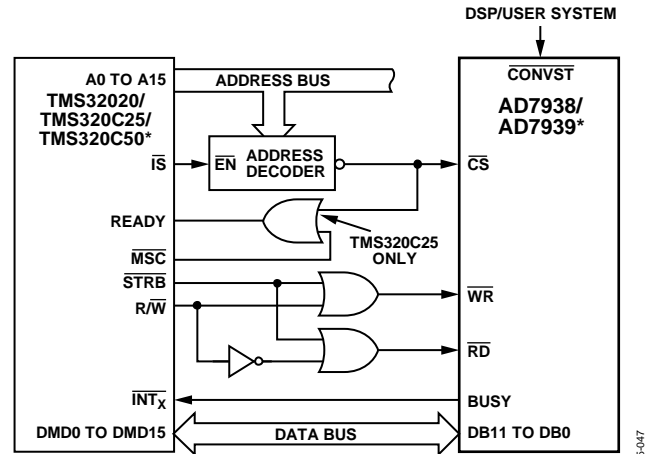 DSP/USER SYSTEM
A0 TO A15
ADDRESS BUS
CONVST
TMS32020/
TMS320C25/
TMS320C50*
AD7938/
AD7939*
IS
EN
ADDRESS
DECODER
CS
READY
TMS320C25
ONLY
MSC
STRB
R/W
WR
RD
INTX
BUSY
DMD0 TO DMD15
DATA BUS
DB11 TO DB0
-047